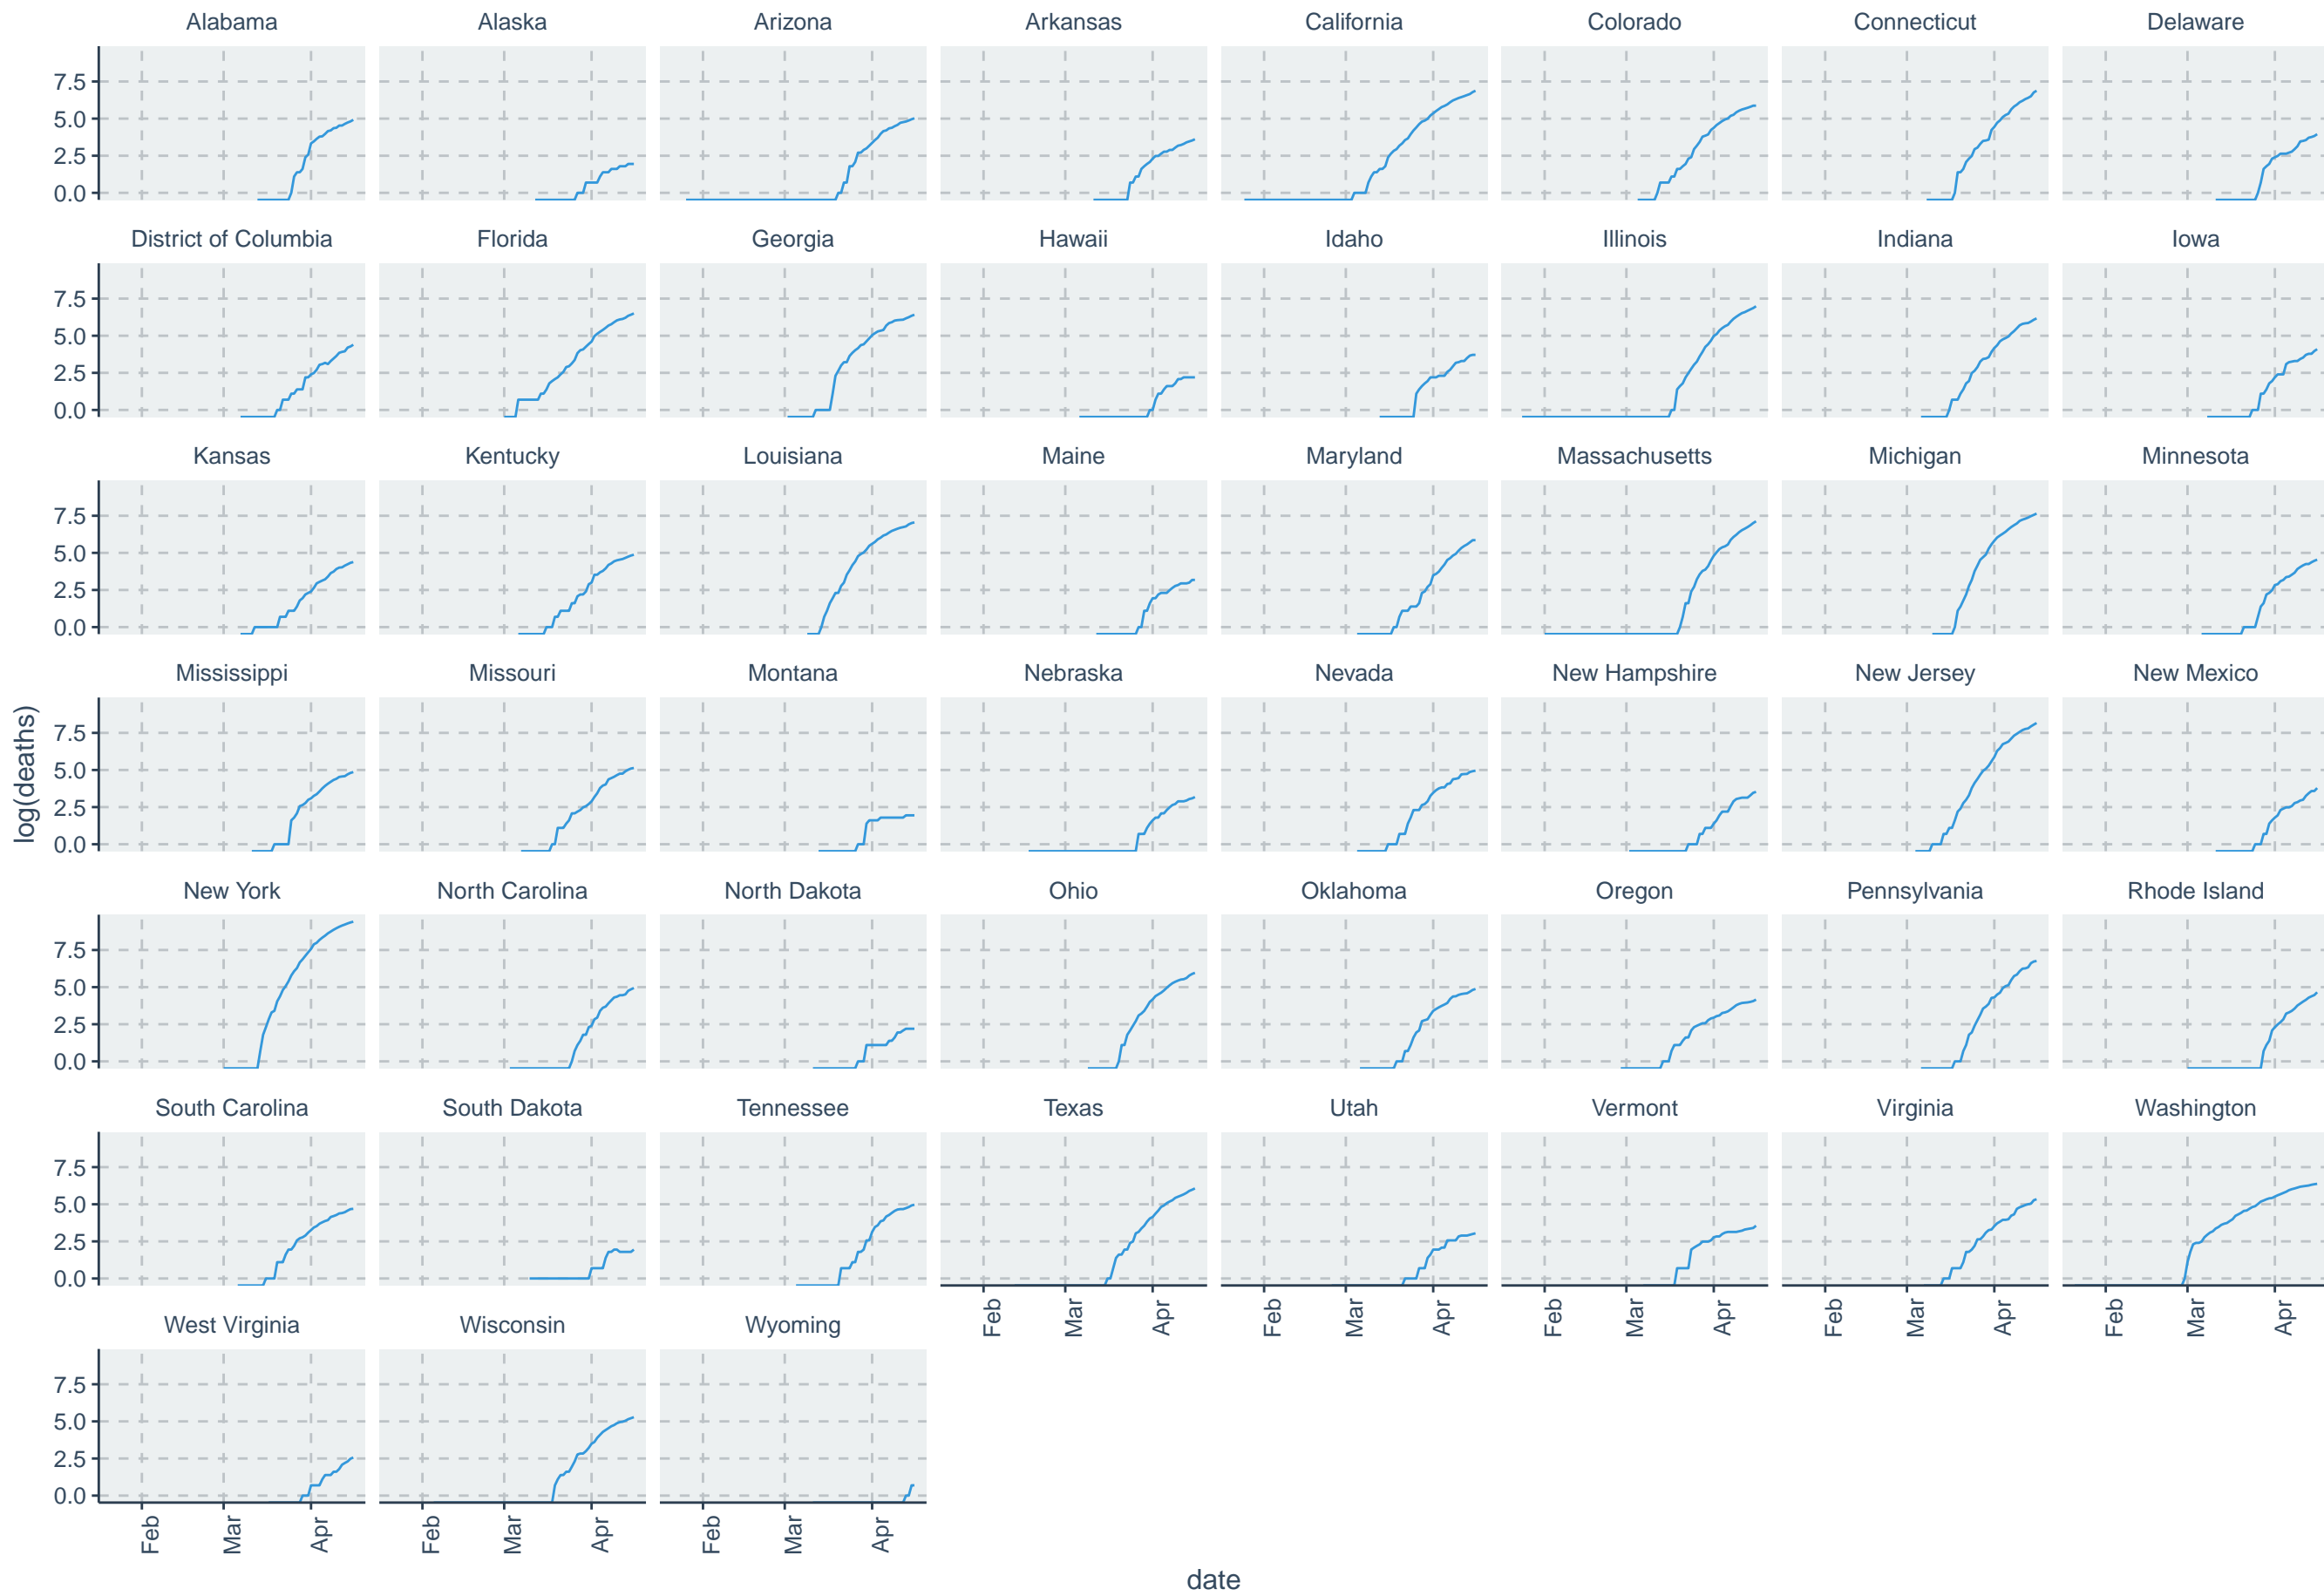 Alabama Alaska Arizona Arkansas California Colorado Connecticut Delaware
7.5
5.0
2.5
0.0
District of Columbia Florida Georgia Hawaii Idaho Illinois Indiana Iowa
7.5
5.0
2.5
0.0
Kansas Kentucky Louisiana Maine Maryland Massachusetts Michigan Minnesota
7.5
5.0
2.5
0.0
Mississippi Missouri Montana Nebraska Nevada New Hampshire New Jersey New Mexico
log(deaths)
7.5
5.0
2.5
0.0
New York North Carolina North Dakota Ohio Oklahoma Oregon Pennsylvania Rhode Island
7.5
5.0
2.5
0.0
South Carolina South Dakota Tennessee Texas Utah Vermont Virginia Washington
7.5
5.0
2.5
0.0
Feb Mar Apr Feb Mar Apr Feb Mar Apr Feb Mar Apr Feb Mar Apr
West Virginia Wisconsin Wyoming
7.5
5.0
2.5
0.0
Feb Mar Apr Feb Mar Apr Feb Mar Apr
date